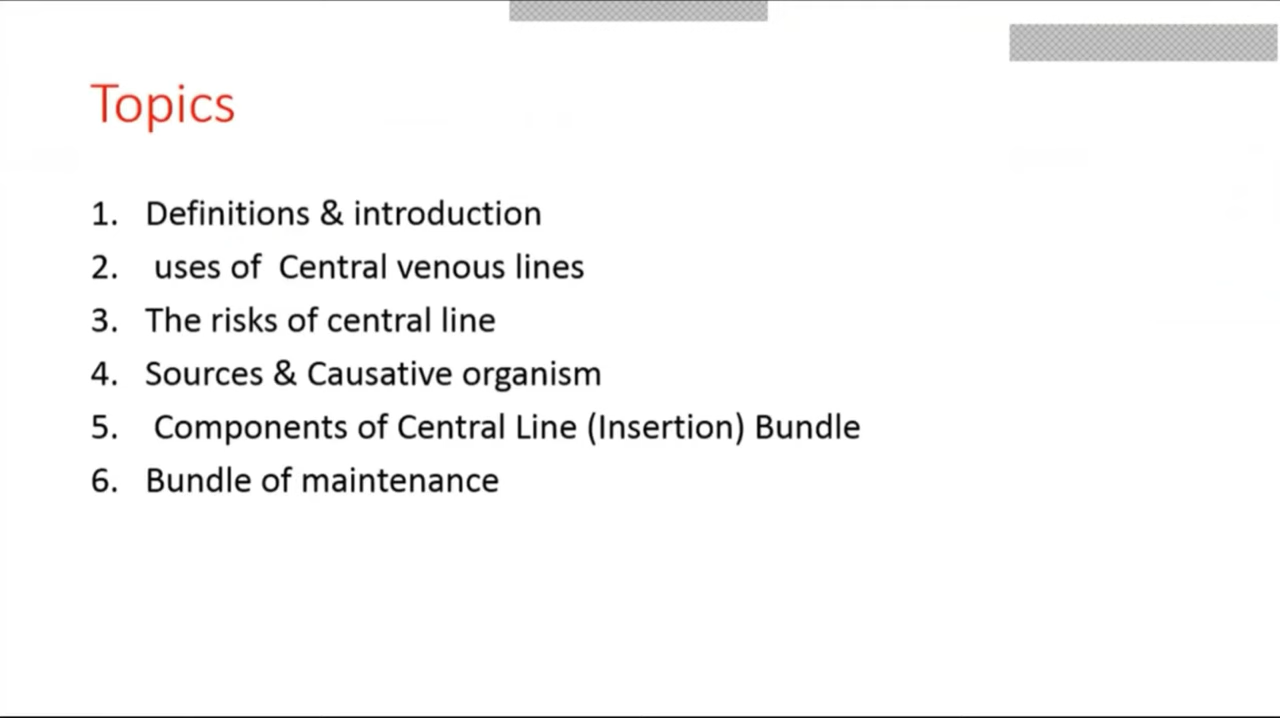 Topics
1. Definitions & introduction
2. uses of Central venous lines
3. The risks of central line
4. Sources & Causative organism
5. Components of Central Line (Insertion) Bundle
6. Bundle of maintenance